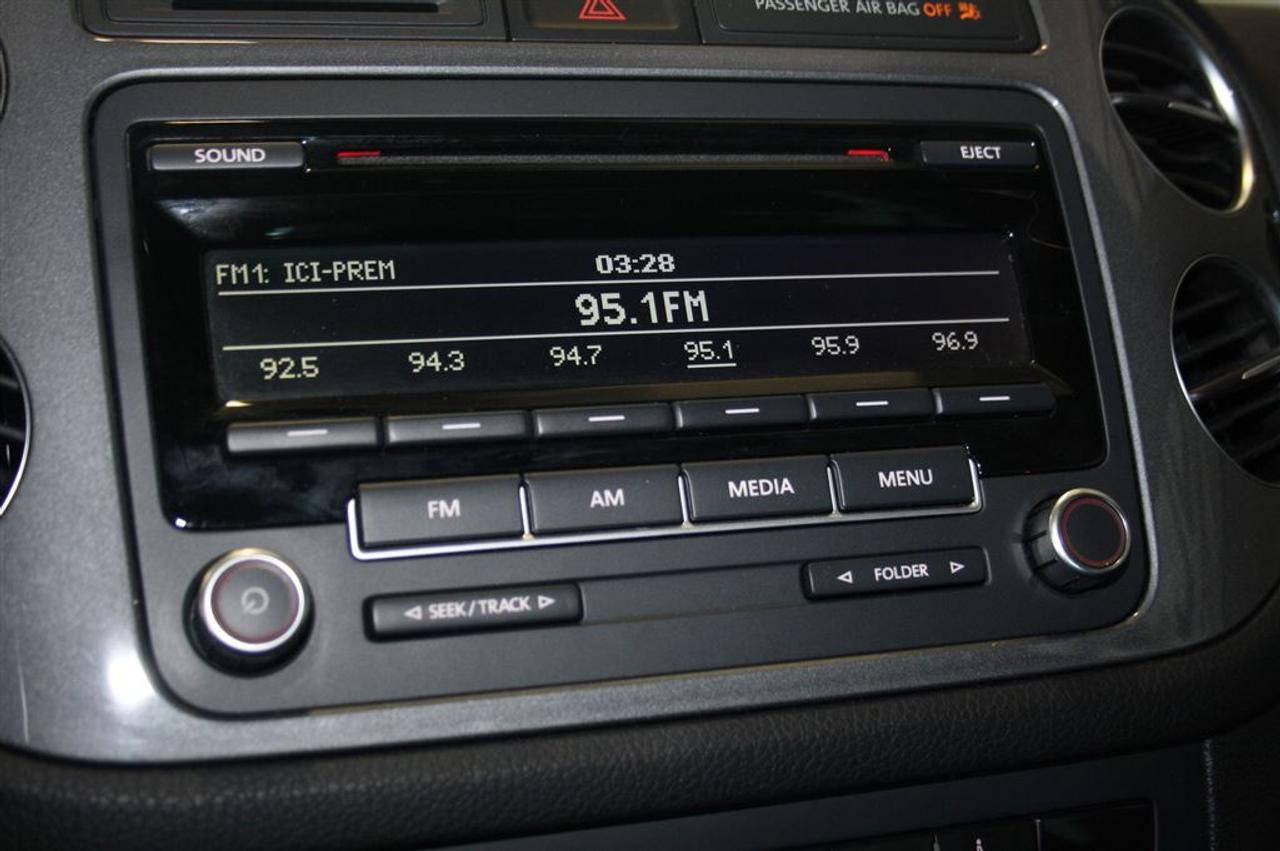 PASSENGER AIR BAG OFF
SOUND
EJECT
FM1: ICI-PREM 03:28
95.1FM
92.5 94.3 94.7 95.1 95.9 96.9
FM AM MEDIA MENU
◁ SEEK/TRACK ▷ ◁ FOLDER ▷